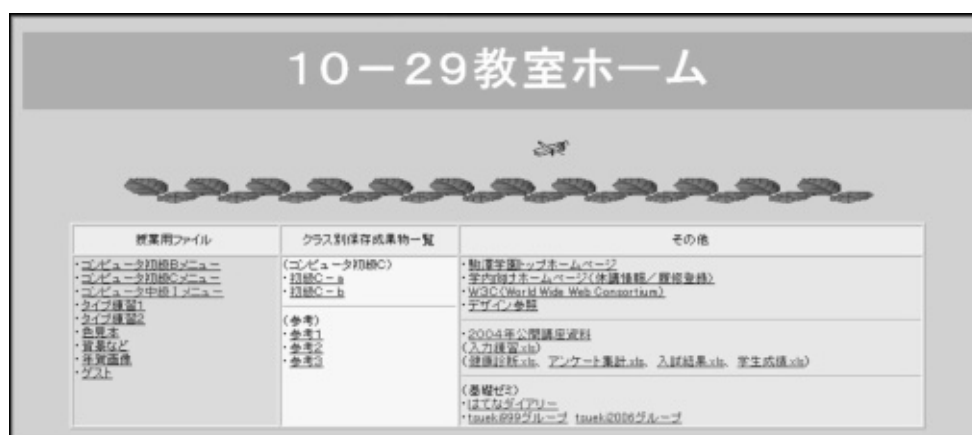 10－29教室ホーム
授業用ファイル
・コンピュータ初級Bメニュー
・コンピュータ初級Cメニュー
・コンピュータ中級Ⅰメニュー
・タイプ練習1
・タイプ練習2
・色見本
・背景など
・年賀画像
・ゲスト
クラス別保存成果物一覧
(コンピュータ初級C)
・初級C－a
・初級C－b
(参考)
・参考1
・参考2
・参考3
その他
・駒澤学園トップホームページ
・学内向けホームページ(休講情報／履修登録)
・W3C(World Wide Web Consortium)
・デザイン参照
・2004年公開講座資料
(入力練習.xls)
(健康診断.xls、アンケート集計.xls、入試結果.xls、学生成績.xls)
(基礎ゼミ)
・はてなダイアリー
・tsueki999グループ tsueki2006グループ